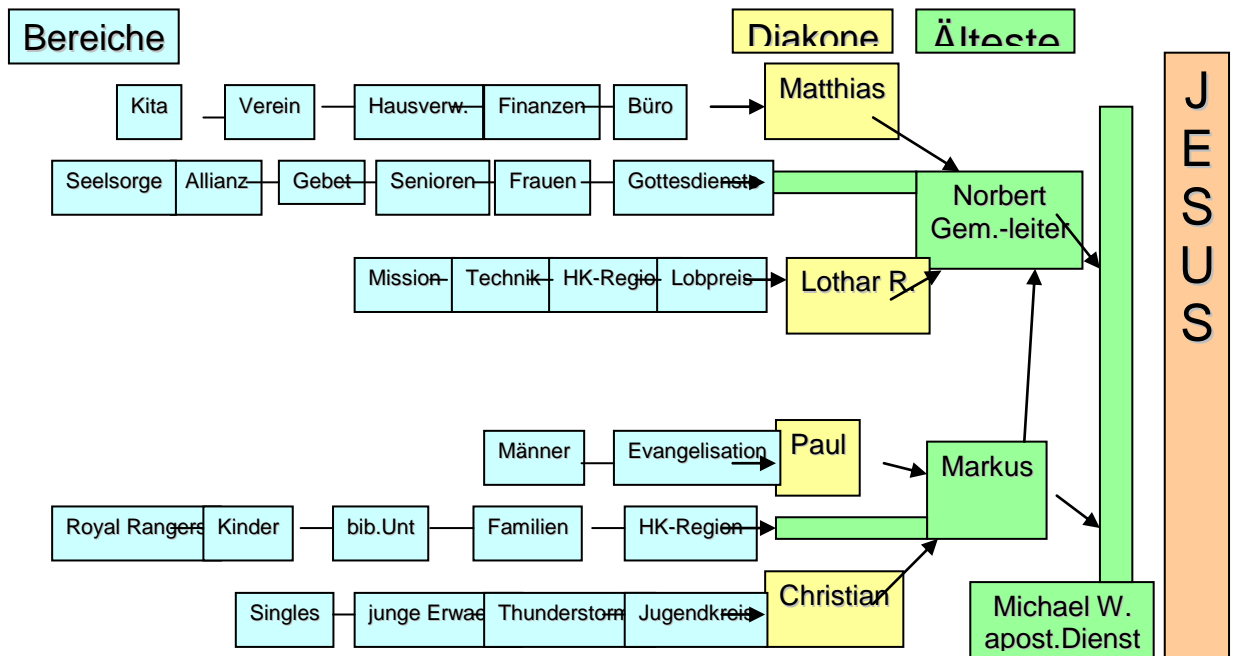 Bereiche
Diakone
Älteste
J
E
S
U
S
Kita
Verein
Hausverw.
Finanzen
Büro
Matthias
Seelsorge
Allianz
Gebet
Senioren
Frauen
Gottesdienste
Norbert
Gem.-leiter
Mission
Technik
HK-Regio
Lobpreis
Lothar R.
Männer
Evangelisation
Paul
Markus
Royal Rangers
Kinder
bib.Unt
Familien
HK-Region
Singles
junge Erwac
Thunderstorm
Jugendkreis
Christian
Michael W.
apost.Dienst